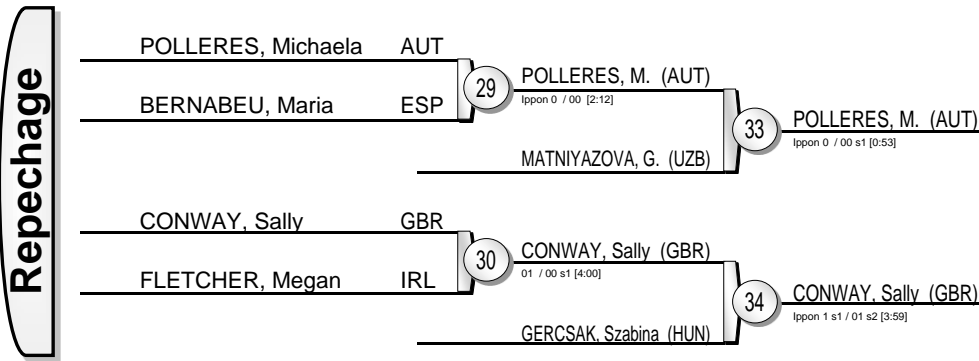 Repechage
POLLERES, Michaela AUT
BERNABEU, Maria ESP
29
POLLERES, M. (AUT)
Ippon 0 / 00 [2:12]
MATNIYAZOVA, G. (UZB)
33
POLLERES, M. (AUT)
Ippon 0 / 00 s1 [0:53]
CONWAY, Sally GBR
FLETCHER, Megan IRL
30
CONWAY, Sally (GBR)
01 / 00 s1 [4:00]
GERCSAK, Szabina (HUN)
34
CONWAY, Sally (GBR)
Ippon 1 s1 / 01 s2 [3:59]